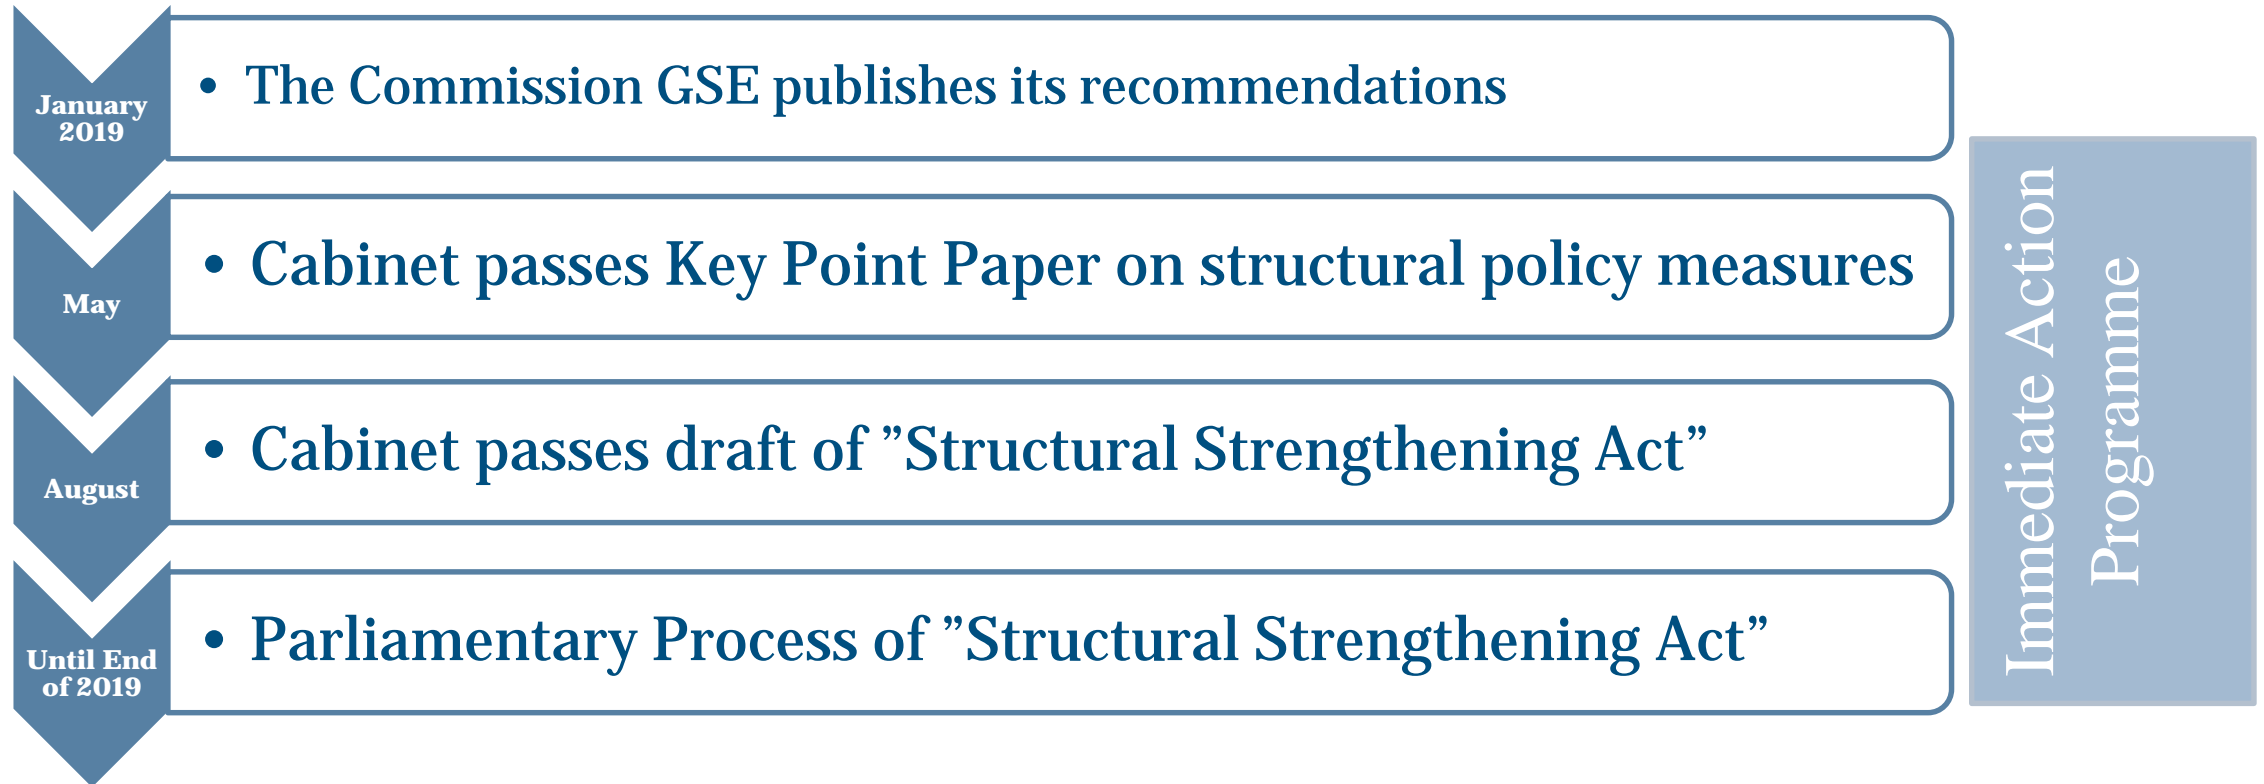 January
2019
• The Commission GSE publishes its recommendations
May
• Cabinet passes Key Point Paper on structural policy measures
August
• Cabinet passes draft of ”Structural Strengthening Act”
Until End
of 2019
• Parliamentary Process of ”Structural Strengthening Act”
Immediate Action
Programme